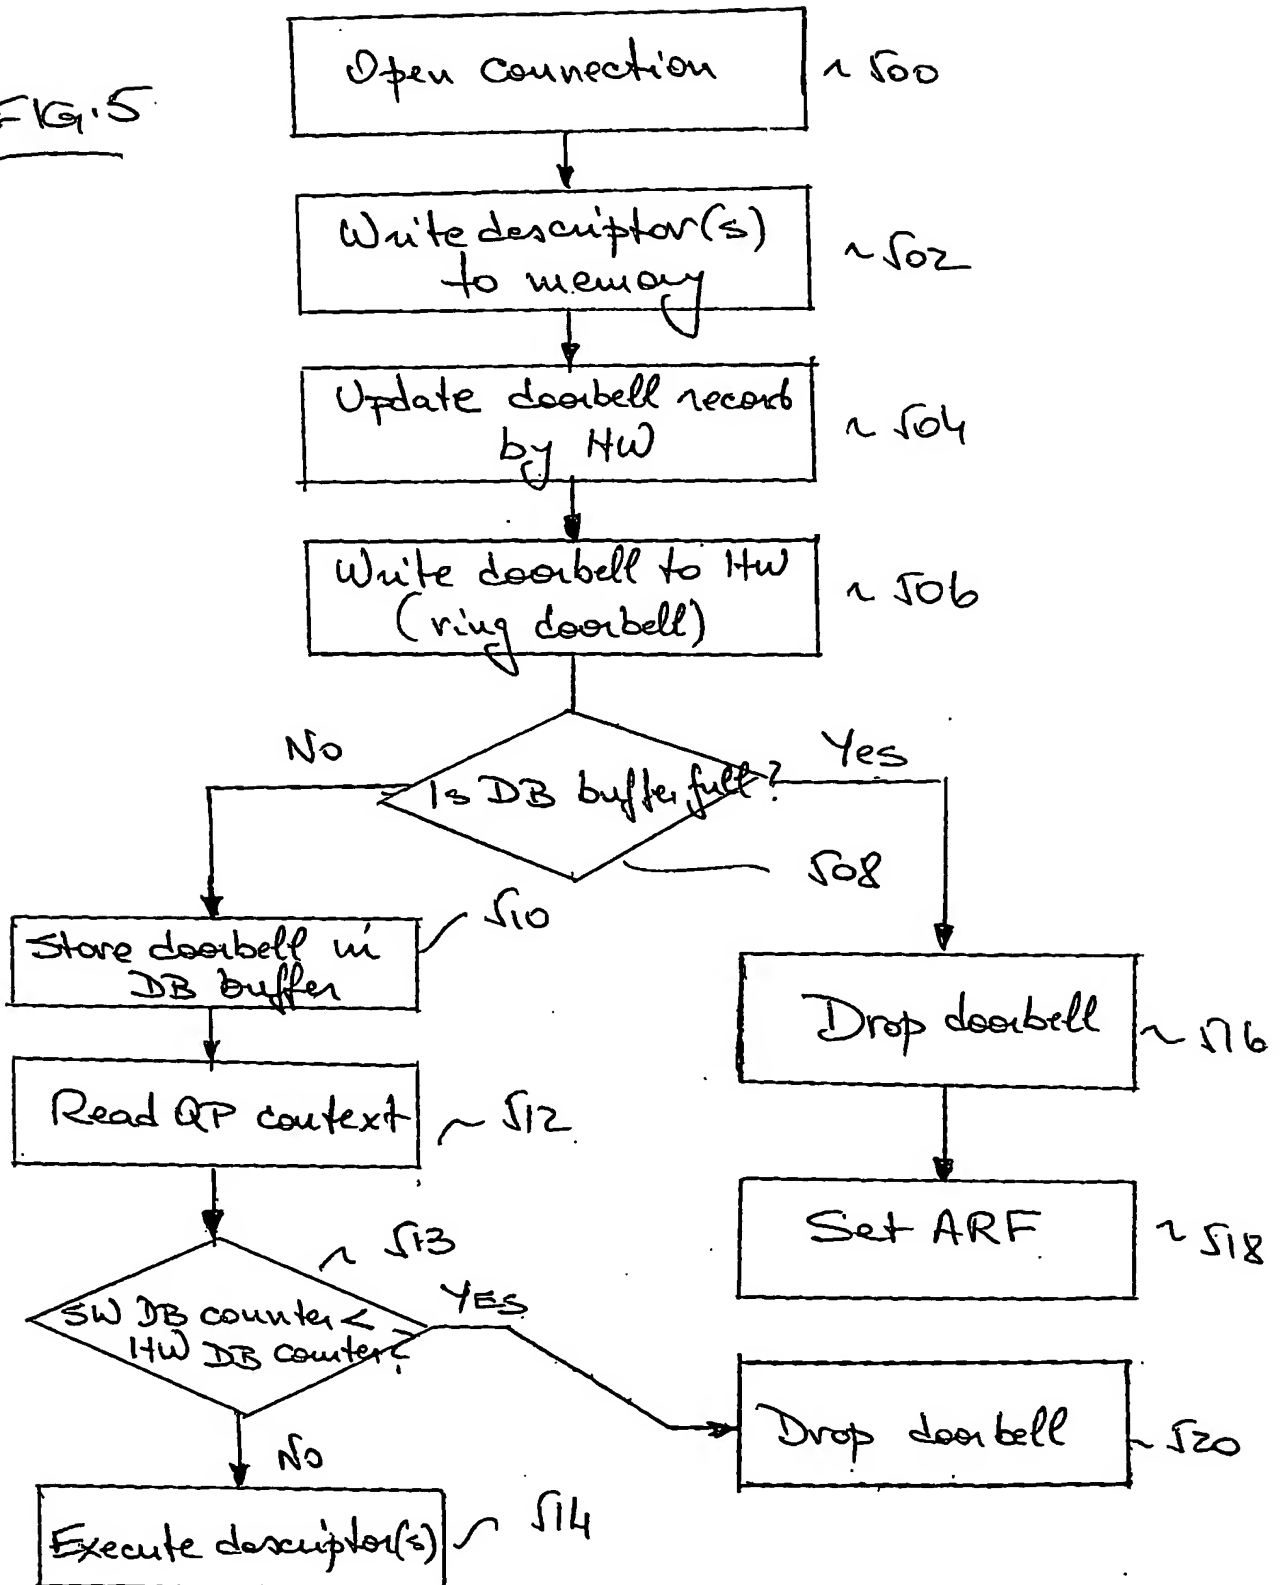 FIG.5
Open connection
~ 500
Write descriptor(s)
to memory
~ 502
Update doorbell record
by HW
~ 504
Write doorbell to HW
(ring doorbell)
~ 506
No
Is DB buffer full?
Yes
508
510
Store doorbell in
DB buffer
Drop doorbell
~ 516
Read QP context
~ 512
Set ARF
~ 518
~ 513
SW DB counter <
HW DB counter?
YES
No
Drop doorbell
~ 520
Execute descriptor(s)
514